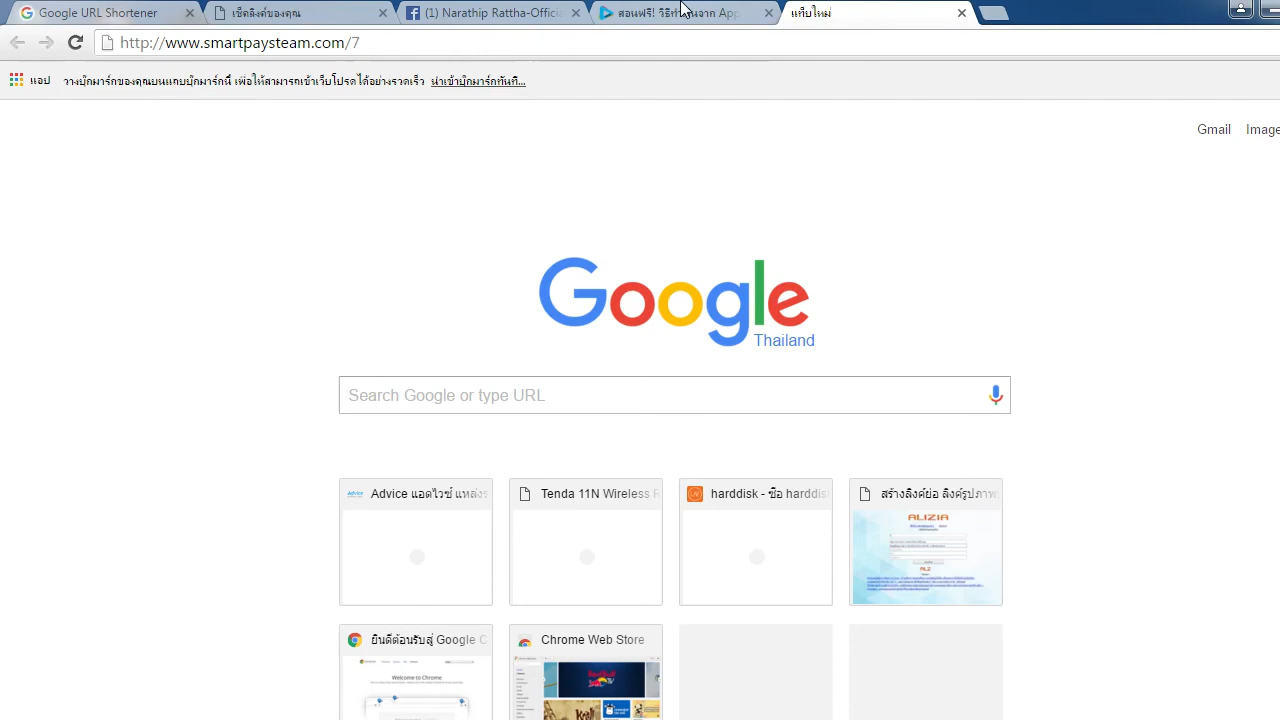 Google URL Shortener
เช็ดลิงค์ของคุณ
(1) Narathip Rattha-Offici
สอนฟรี! วิธีทำ
นจาก App
แท็บใหม่
http://www.smartpaysteam.com/7
แอป
วางบุ๊กมาร์กของคุณบนแถบบุ๊กมาร์กนี้ เพื่อให้สามารถเข้าเว็บโปรดได้อย่างรวดเร็ว นำเข้าบุ๊กมาร์กทันที...
Gmail
Image
Google
Thailand
Search Google or type URL
Advice แอดไวซ์ แหล่ง
Tenda 11N Wireless R
harddisk - ซื้อ harddis
สร้างลิงค์ย่อ ลิงค์รูปภาพ
ALIZIA
ยินดีต้อนรับสู่ Google C
Chrome Web Store
Welcome to Chrome